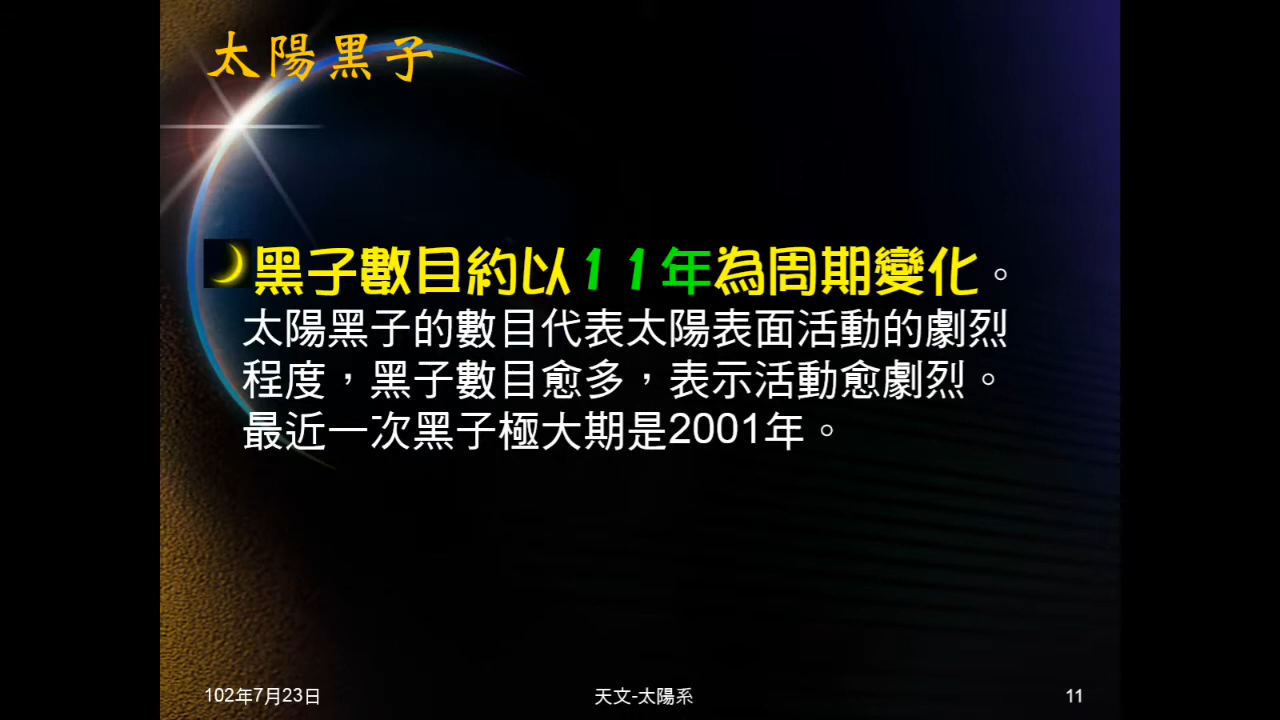 太陽黑子
黑子數目約以11年為周期變化。
太陽黑子的數目代表太陽表面活動的劇烈
程度，黑子數目愈多，表示活動愈劇烈。
最近一次黑子極大期是2001年。
102年7月23日
天文-太陽系
11